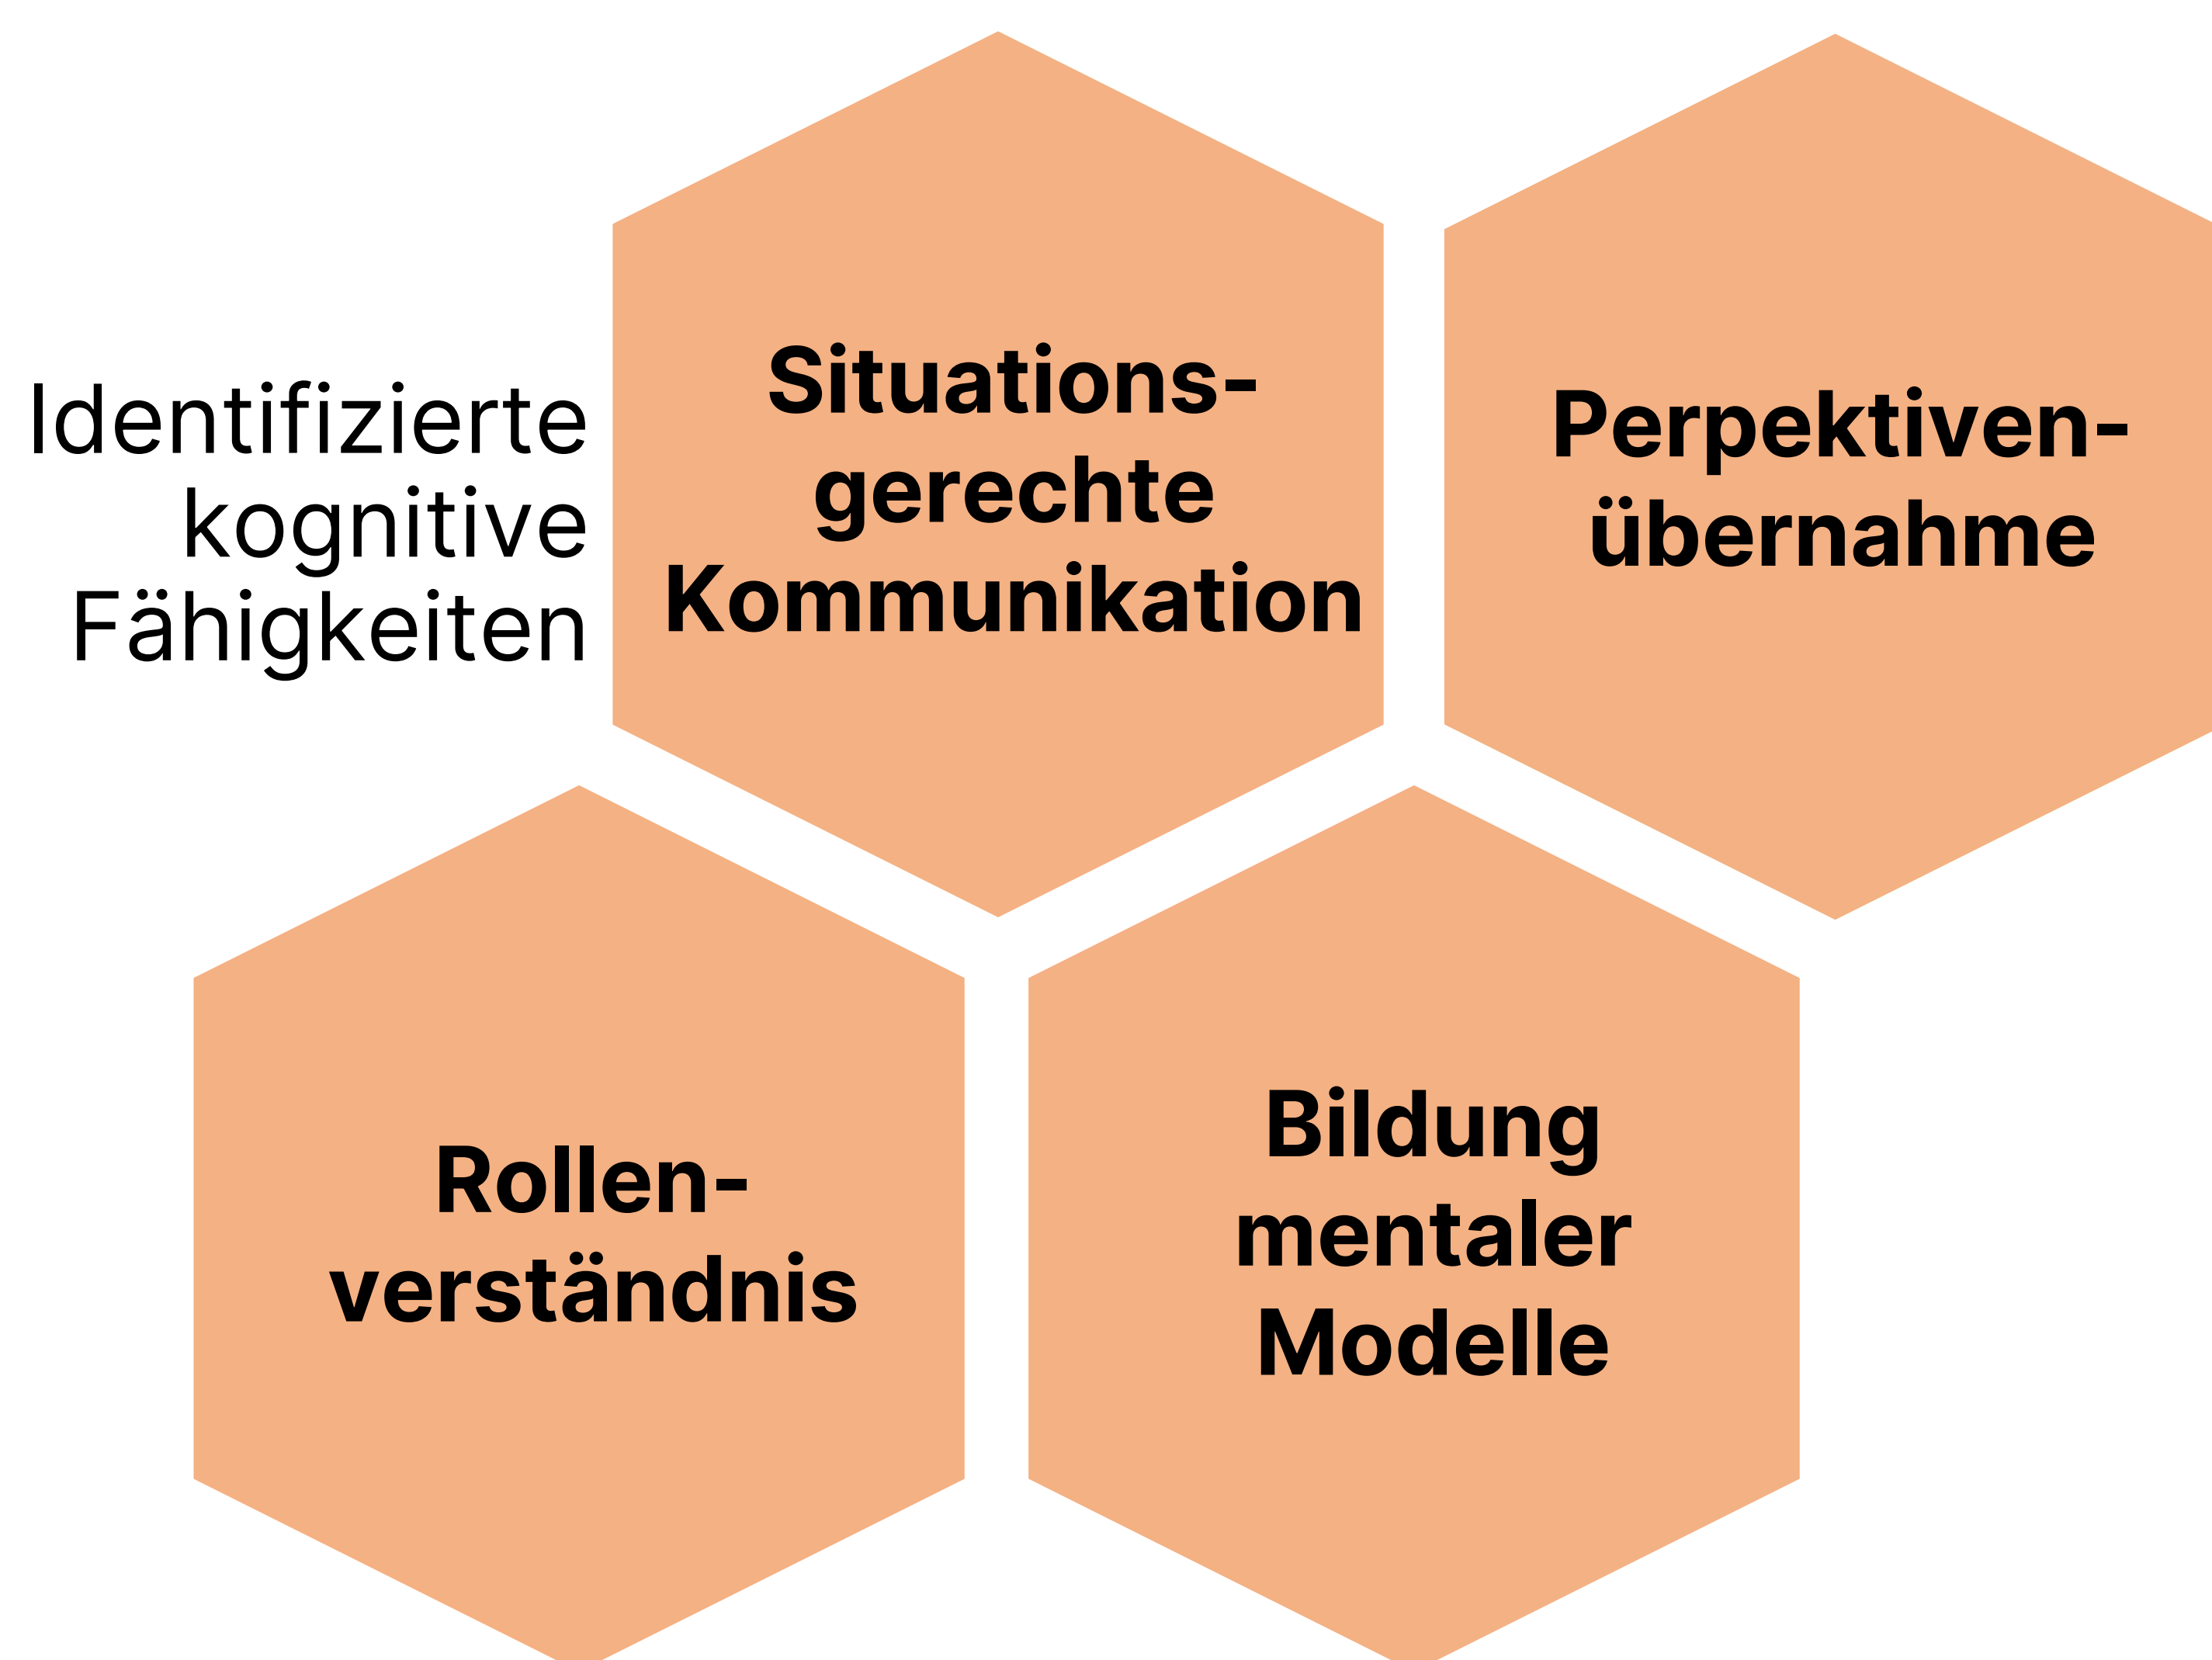 Identifizierte
kognitive
Fähigkeiten
Situations-
gerechte
Kommunikation
Perpektiven-
übernahme
Rollen-
verständnis
Bildung
mentaler
Modelle